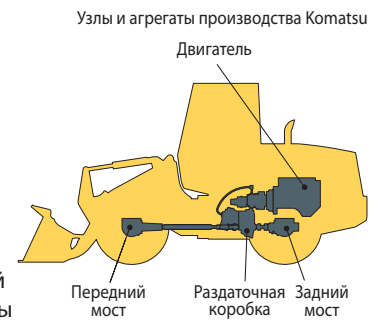 Узлы и агрегаты производства Komatsu
Двигатель
й
ы
Передний
мост
Раздаточная
коробка
Задний
мост